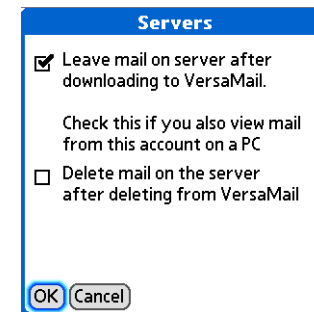 Servers
Leave mail on server after
downloading to VersaMail.
Check this if you also view mail
from this account on a PC
Delete mail on the server
after deleting from VersaMail
OK Cancel